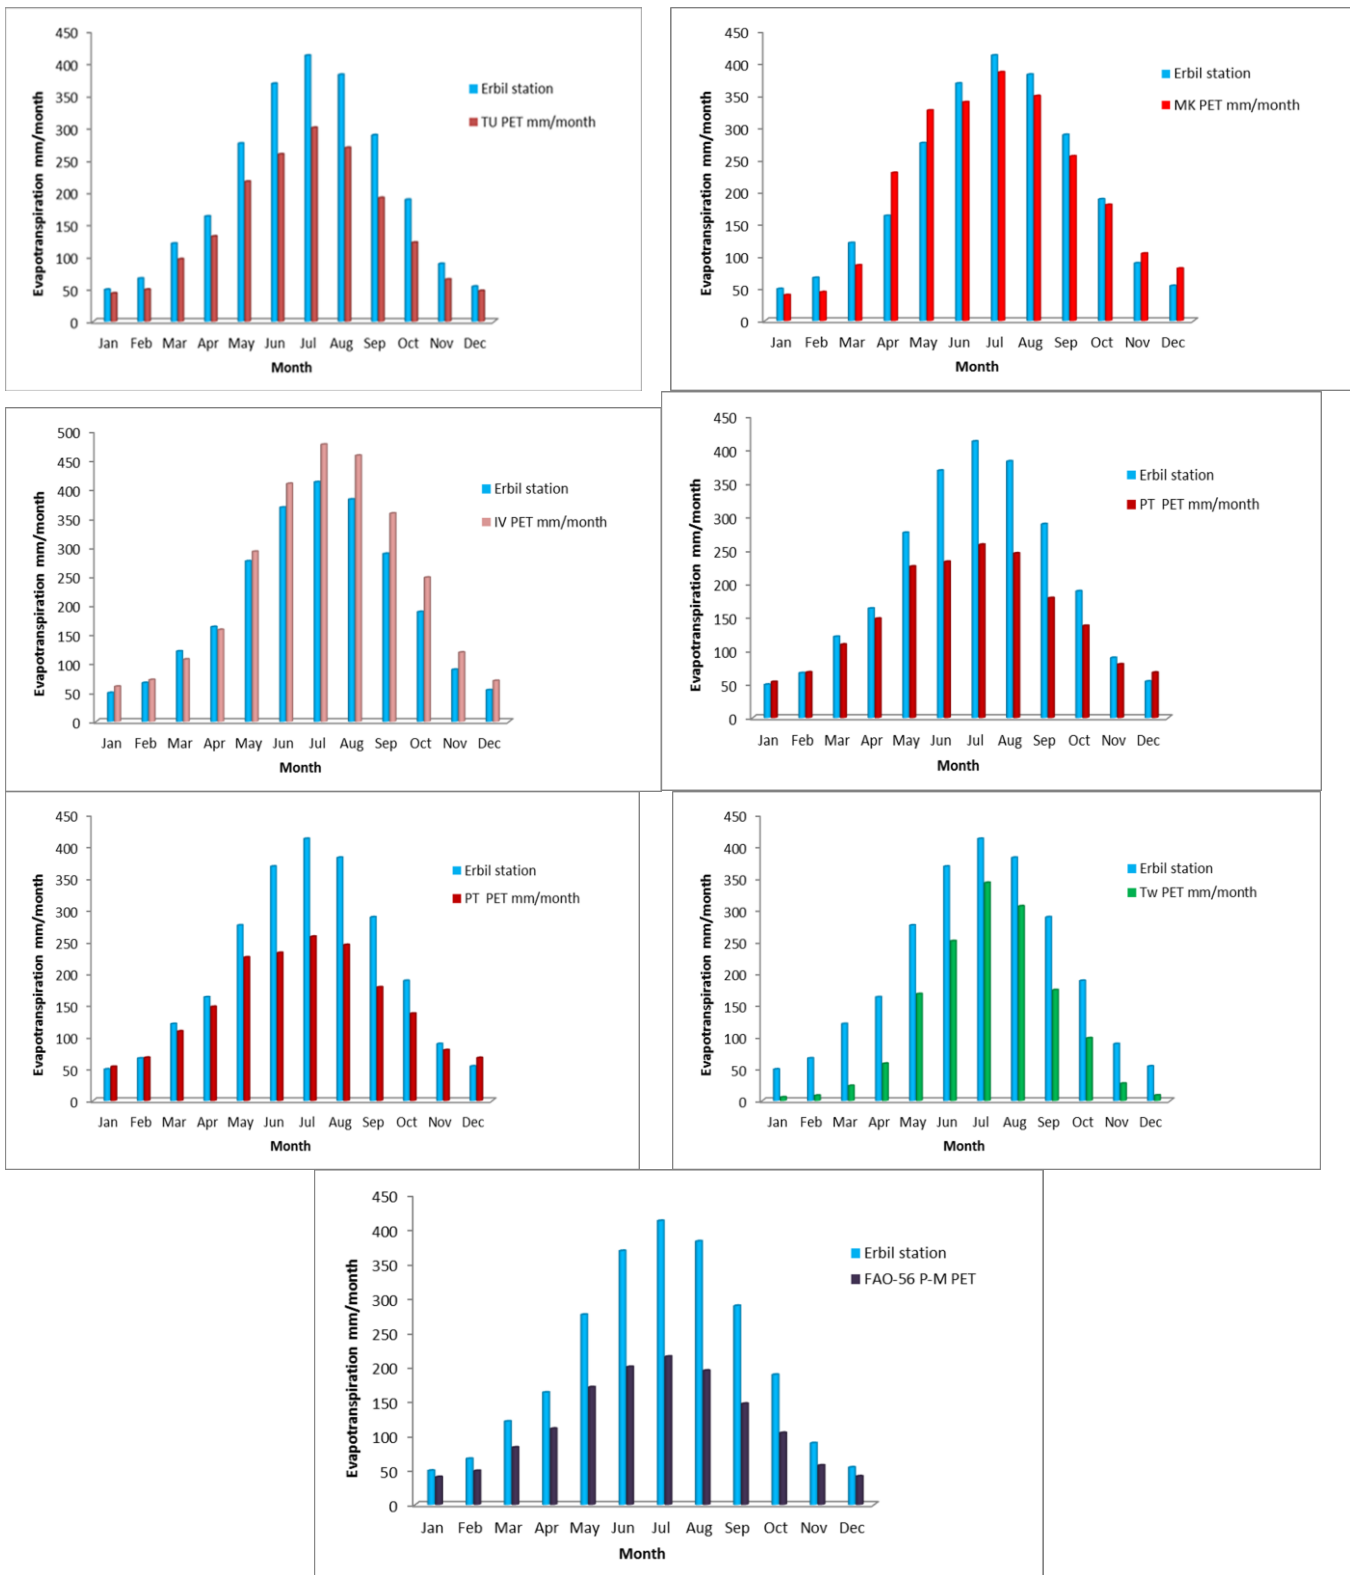 450
400
350
300
250
200
150
100
50
0
Evapotranspiration mm/month
Jan Feb Mar Apr May Jun Jul Aug Sep Oct Nov Dec
Month
Erbil station
TU PET mm/month
450
400
350
300
250
200
150
100
50
0
Evapotranspiration mm/month
Jan Feb Mar Apr May Jun Jul Aug Sep Oct Nov Dec
Month
Erbil station
MK PET mm/month
500
450
400
350
300
250
200
150
100
50
0
Evapotranspiration mm/month
Jan Feb Mar Apr May Jun Jul Aug Sep Oct Nov Dec
Month
Erbil station
IV PET mm/month
450
400
350
300
250
200
150
100
50
0
Evapotranspiration mm/month
Jan Feb Mar Apr May Jun Jul Aug Sep Oct Nov Dec
Month
Erbil station
PT PET mm/month
450
400
350
300
250
200
150
100
50
0
Evapotranspiration mm/month
Jan Feb Mar Apr May Jun Jul Aug Sep Oct Nov Dec
Month
Erbil station
PT PET mm/month
450
400
350
300
250
200
150
100
50
0
Evapotranspiration mm/month
Jan Feb Mar Apr May Jun Jul Aug Sep Oct Nov Dec
Month
Erbil station
Tw PET mm/month
450
400
350
300
250
200
150
100
50
0
Evapotranspiration mm/month
Jan Feb Mar Apr May Jun Jul Aug Sep Oct Nov Dec
Month
Erbil station
FAO-56 P-M PET